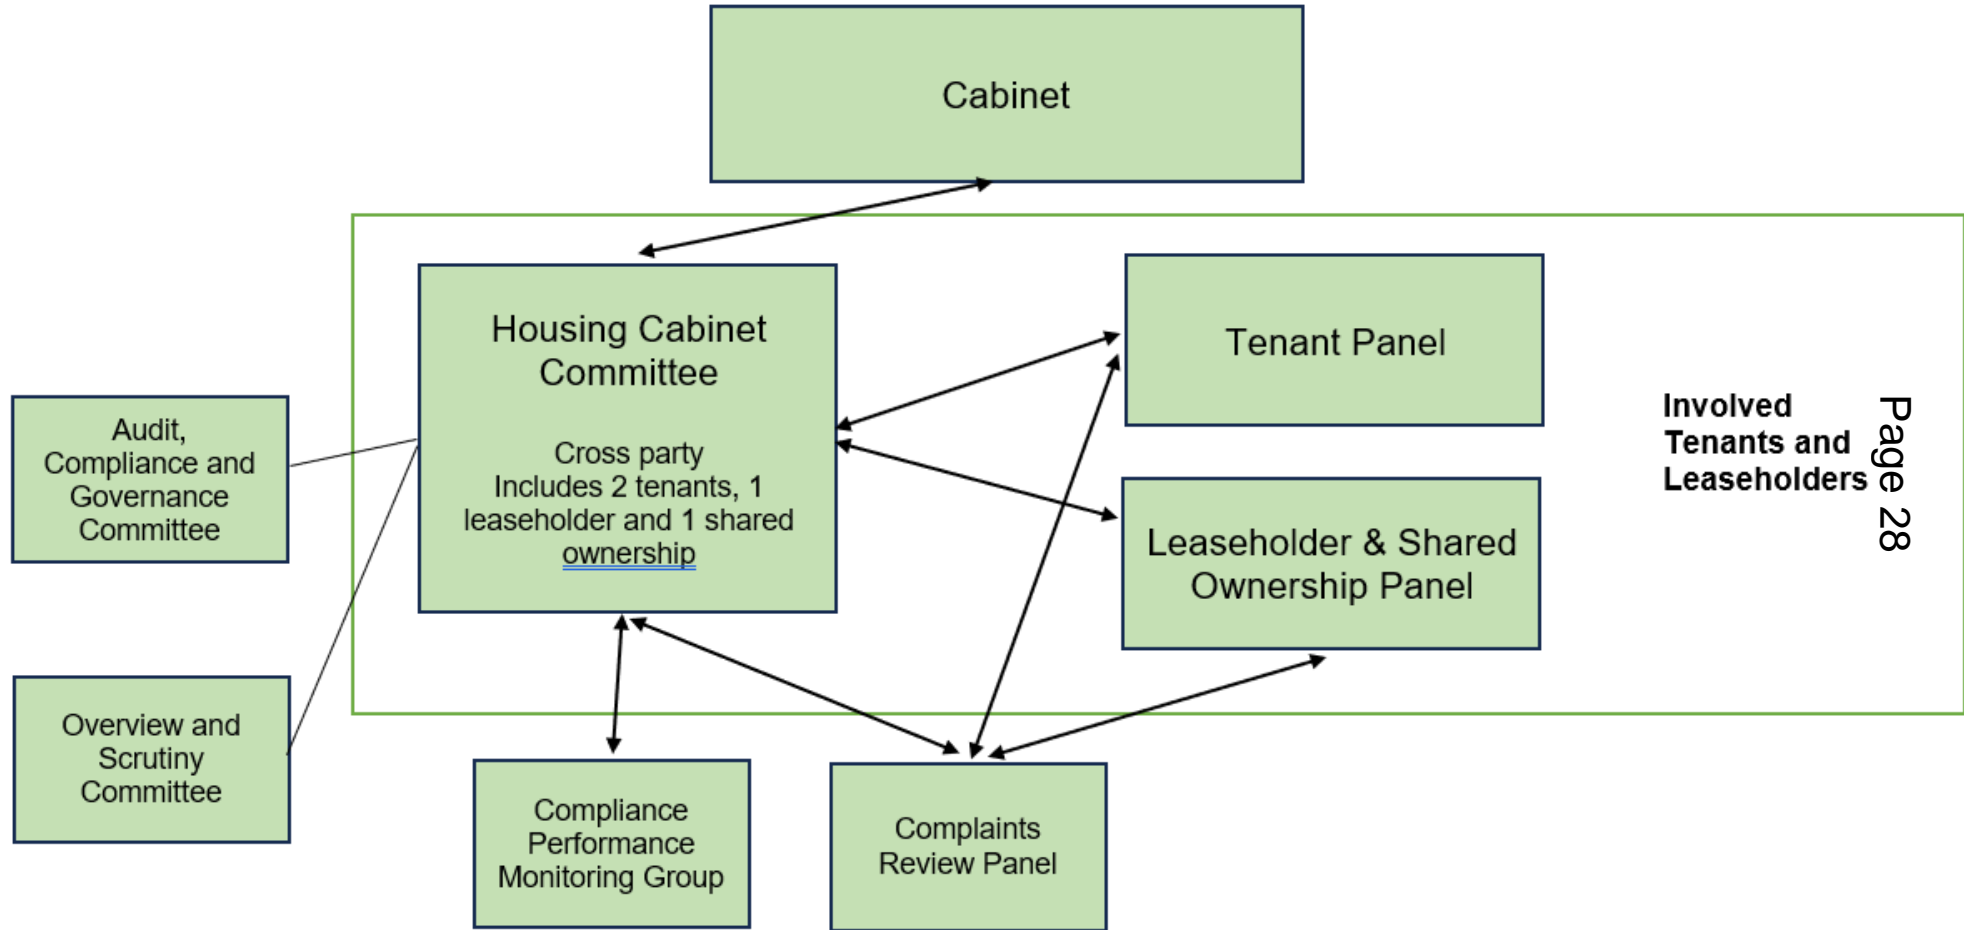 Cabinet
Housing Cabinet
Committee
Cross party
Includes 2 tenants, 1
leaseholder and 1 shared
ownership
Tenant Panel
Leaseholder & Shared
Ownership Panel
Involved
Tenants and
Leaseholders
Page 28
Audit,
Compliance and
Governance
Committee
Overview and
Scrutiny
Committee
Compliance
Performance
Monitoring Group
Complaints
Review Panel